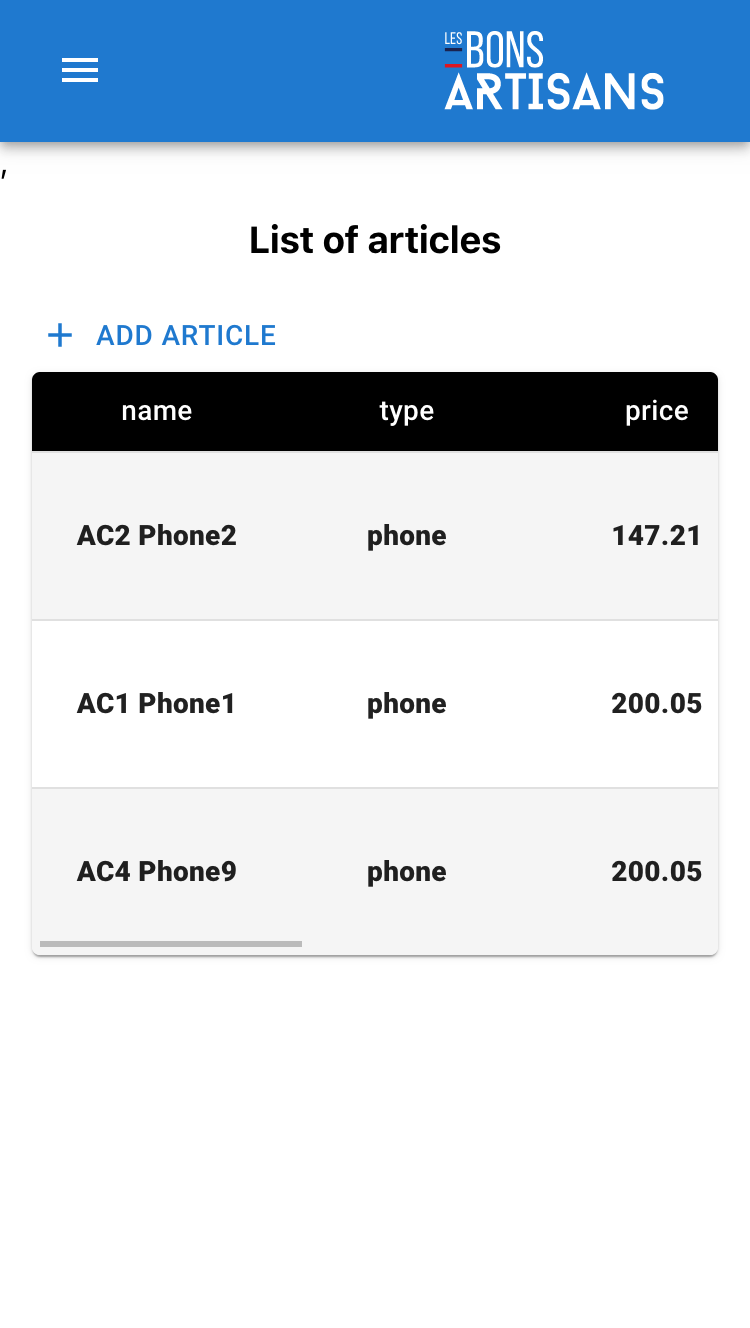 LES BONS
ARTISANS
,
List of articles
+ ADD ARTICLE
name type price
AC2 Phone2 phone 147.21
AC1 Phone1 phone 200.05
AC4 Phone9 phone 200.05